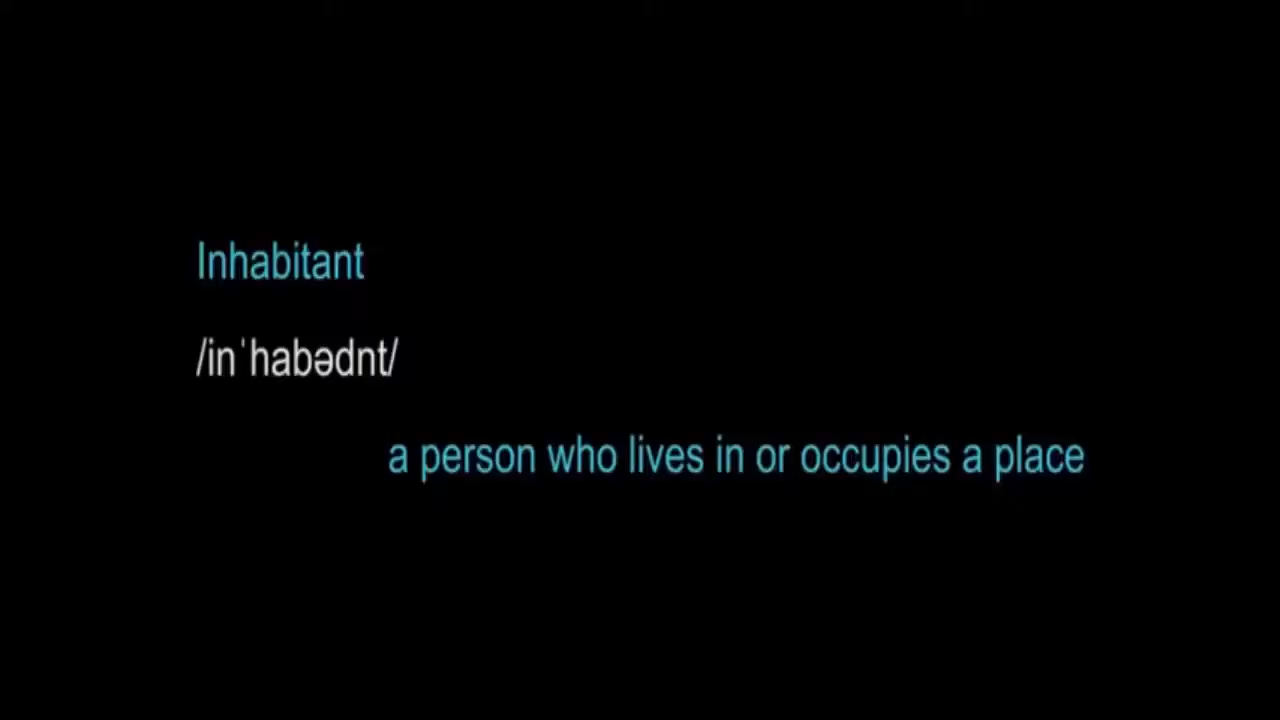 Inhabitant
/inˈhabədnt/
a person who lives in or occupies a place